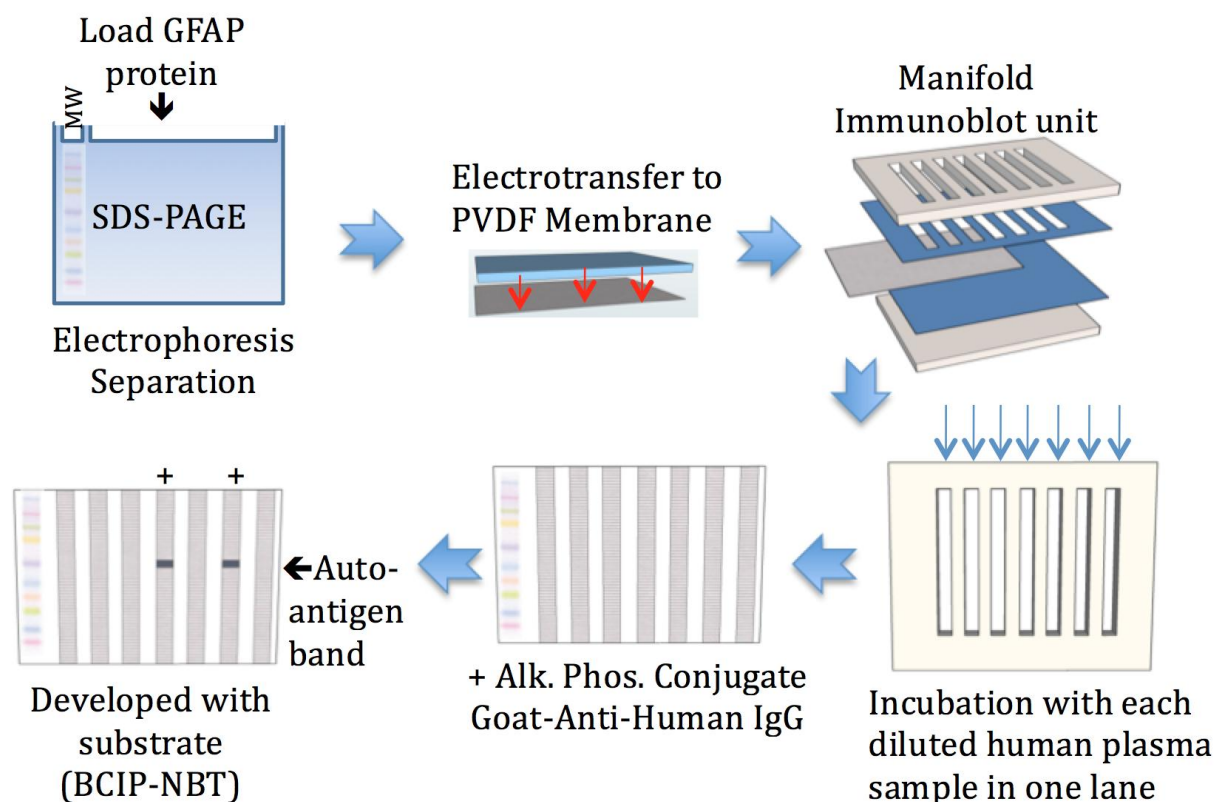 Load GFAP
protein
🡫
MW
SDS-PAGE
Electrophoresis
Separation
Electrotransfer to
PVDF Membrane
Manifold
Immunoblot unit
Incubation with each
diluted human plasma
sample in one lane
+ Alk. Phos. Conjugate
Goat-Anti-Human IgG
+ +
🡨Auto-
antigen
band
Developed with
substrate
(BCIP-NBT)